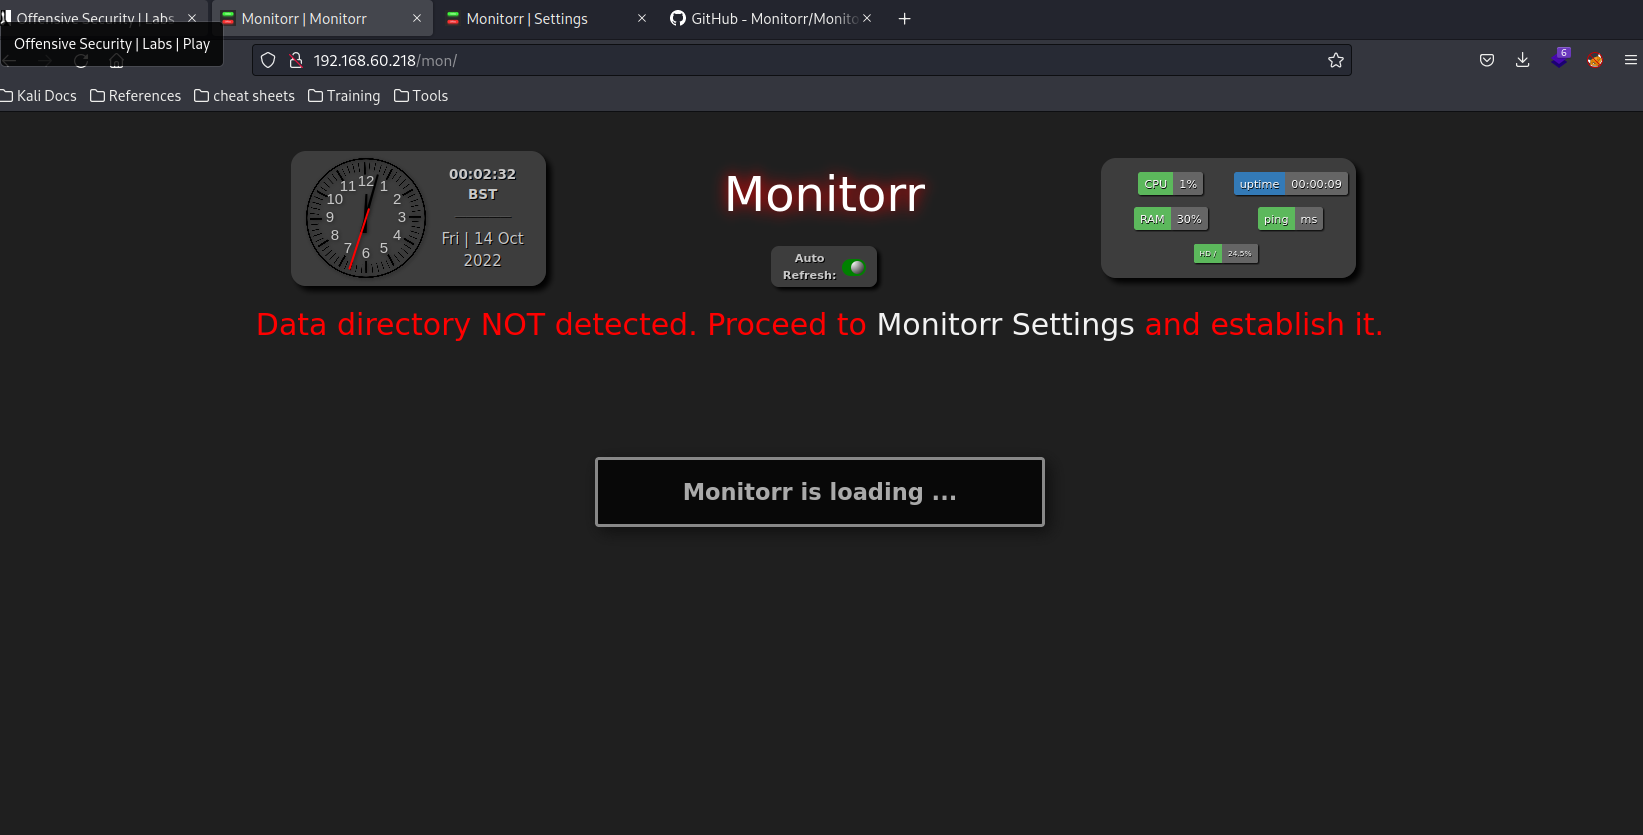 Offensive Security | Labs
Monitorr | Monitorr
Monitorr | Settings
GitHub - Monitorr/Monito
Offensive Security | Labs | Play
192.168.60.218/mon/
6
Kali Docs
References
cheat sheets
Training
Tools
12
1
2
3
4
5
6
7
8
9
10
11
00:02:32
BST
Fri | 14 Oct
2022
Monitorr
Auto
Refresh:
CPU 1%
uptime 00:00:09
RAM 30%
ping ms
HD / 24.5%
Data directory NOT detected. Proceed to Monitorr Settings and establish it.
Monitorr is loading ...